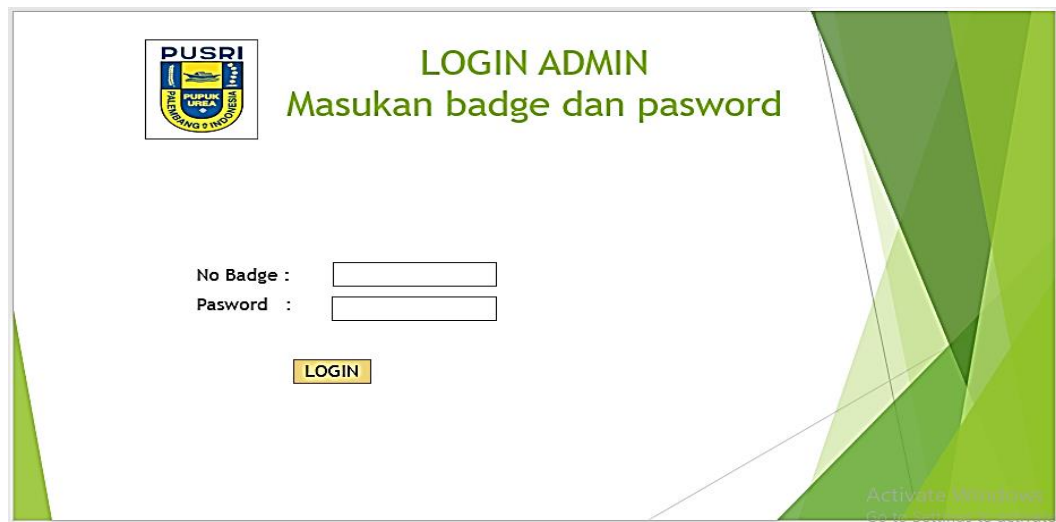 PUSRI
PUPUK
UREA
PALEMBANG INDONESIA
LOGIN ADMIN
Masukan badge dan pasword
No Badge :
Pasword :
LOGIN
Activate Windows